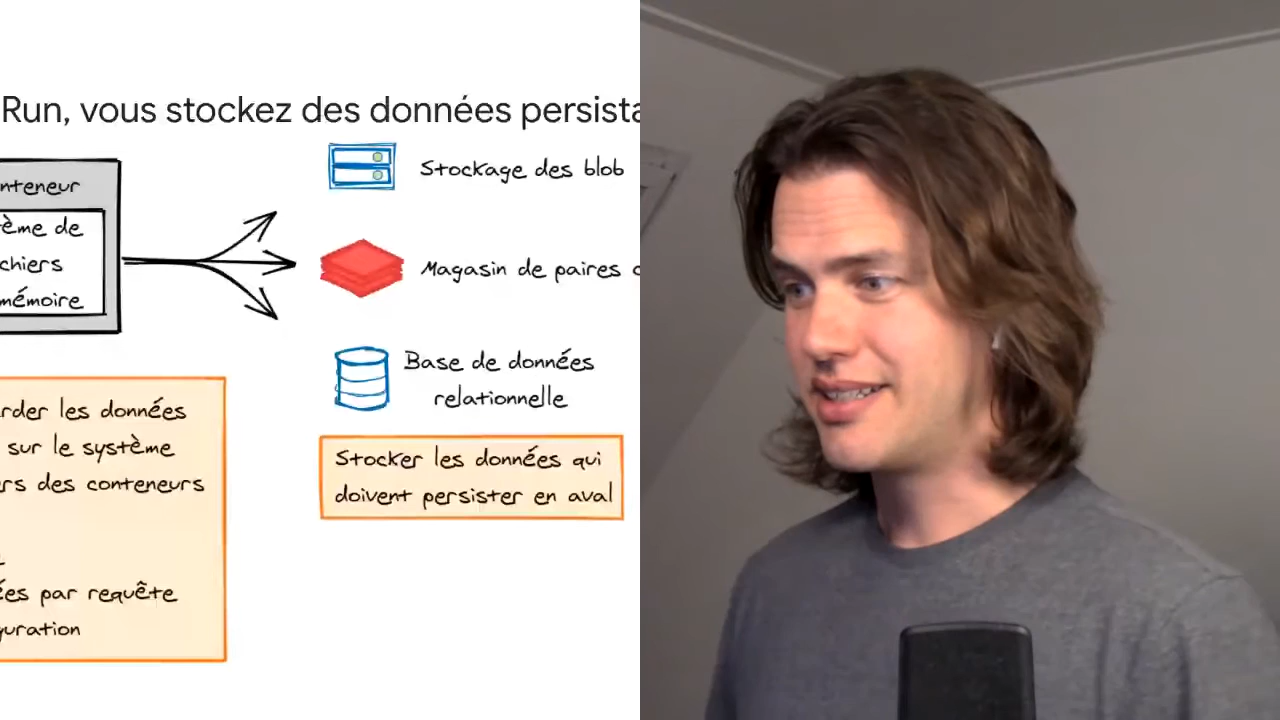 Run, vous stockez des données persista
nteneur
ème de
chiers
mémoire
Stockage des blob
Magasin de paires
Base de données
relationnelle
rder les données
sur le système
rs des conteneurs
ées par requête
guration
Stocker les données qui
doivent persister en aval